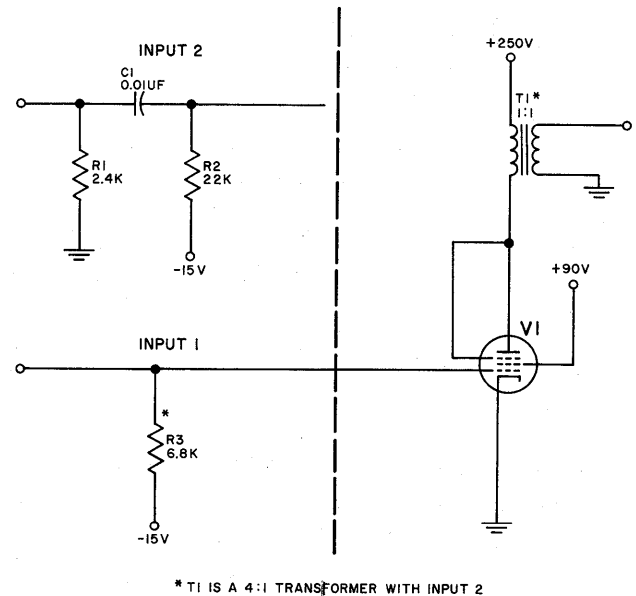 INPUT 2
C1
0.01UF
R1
2.4K
R2
22K
-15V
+250V
T1*
1:1
+90V
V1
INPUT 1
*
R3
6.8K
-15V
* T1 IS A 4:1 TRANSFORMER WITH INPUT 2